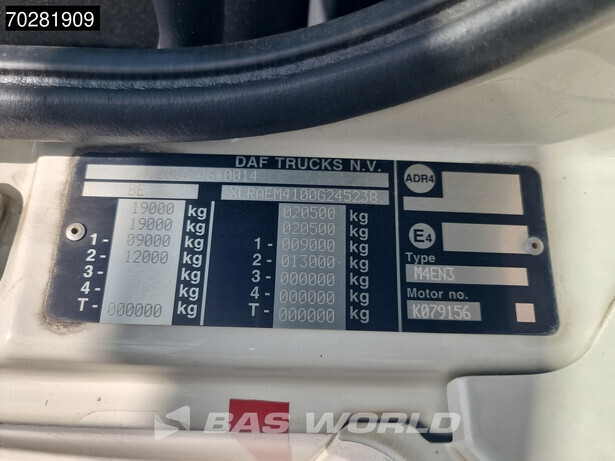 70281909
DAF TRUCKS N.V.
BE XLRAEM4100G245238
19000 kg 020500 kg
19000 kg 020500 kg
1 - 09000 kg 1 - 009000 kg
2 - 12000 kg 2 - 013000 kg
3 - kg 3 - 000000 kg
4 - kg 4 - 000000 kg
T - 000000 kg T - 000000 kg
ADR4
E4
Type
M4EN3
Motor no.
K079156
BAS WORLD